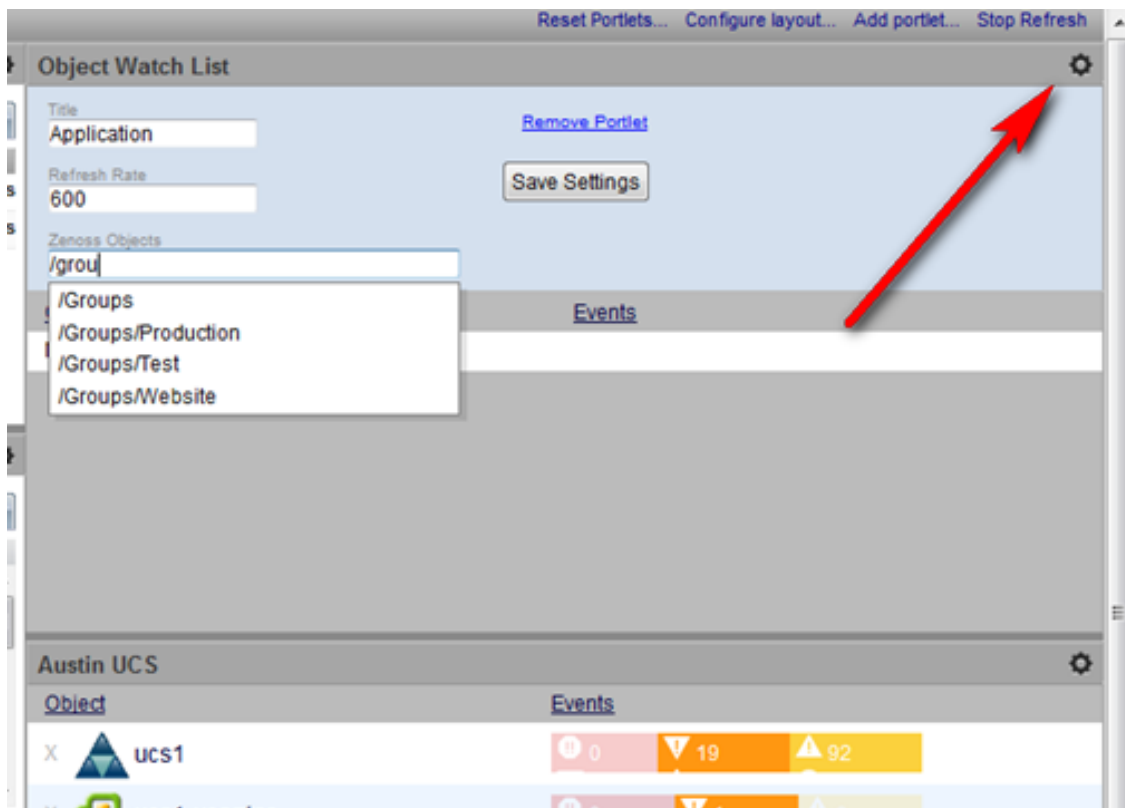 Reset Portlets... Configure layout... Add portlet... Stop Refresh
Object Watch List
Title
Application
Remove Portlet
Refresh Rate
600
Save Settings
Zenoss Objects
/grou
/Groups
/Groups/Production
/Groups/Test
/Groups/Website
Events
Austin UCS
Object Events
X ucs1 0 19 92